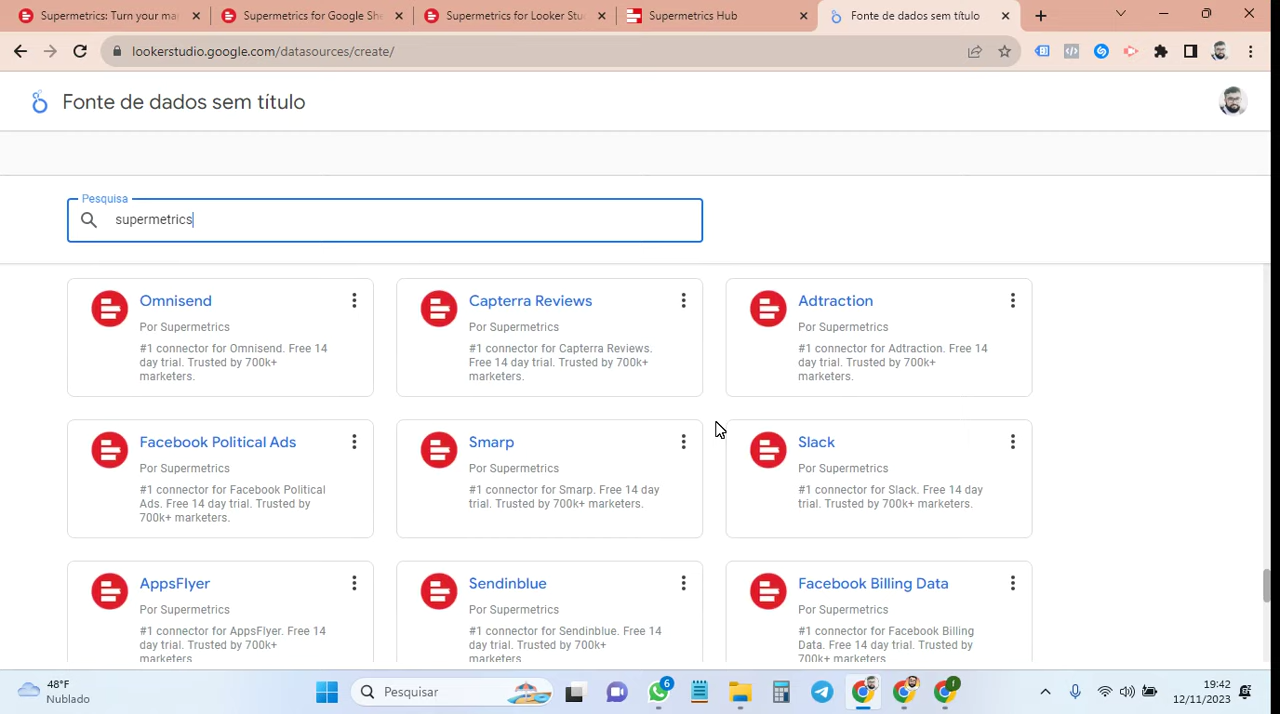 Supermetrics: Turn your ma
Supermetrics for Google She
Supermetrics for Looker Stu
Supermetrics Hub
Fonte de dados sem título
lookerstudio.google.com/datasources/create/
Fonte de dados sem título
Pesquisa
supermetrics
Omnisend
Por Supermetrics
#1 connector for Omnisend. Free 14
day trial. Trusted by 700k+
marketers.
Capterra Reviews
Por Supermetrics
#1 connector for Capterra Reviews.
Free 14 day trial. Trusted by 700k+
marketers.
Adtraction
Por Supermetrics
#1 connector for Adtraction. Free 14
day trial. Trusted by 700k+
marketers.
Facebook Political Ads
Por Supermetrics
#1 connector for Facebook Political
Ads. Free 14 day trial. Trusted by
700k+ marketers.
Smarp
Por Supermetrics
#1 connector for Smarp. Free 14 day
trial. Trusted by 700k+ marketers.
Slack
Por Supermetrics
#1 connector for Slack. Free 14 day
trial. Trusted by 700k+ marketers.
AppsFlyer
Por Supermetrics
#1 connector for AppsFlyer. Free 14
day trial. Trusted by 700k+
marketers.
Sendinblue
Por Supermetrics
#1 connector for Sendinblue. Free 14
day trial. Trusted by 700k+
marketers.
Facebook Billing Data
Por Supermetrics
#1 connector for Facebook Billing
Data. Free 14 day trial. Trusted by
700k+ marketers.
48°F
Nublado
Pesquisar
6
f
19:42
12/11/2023